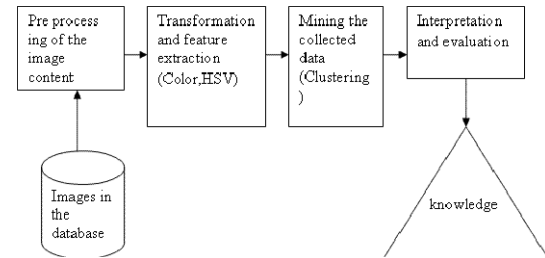 Pre process
ing of the
image
content
Transformation
and feature
extraction
(Color,HSV)
Mining the
collected
data
(Clustering
)
Interpretation
and evaluation
Images in
the
database
knowledge